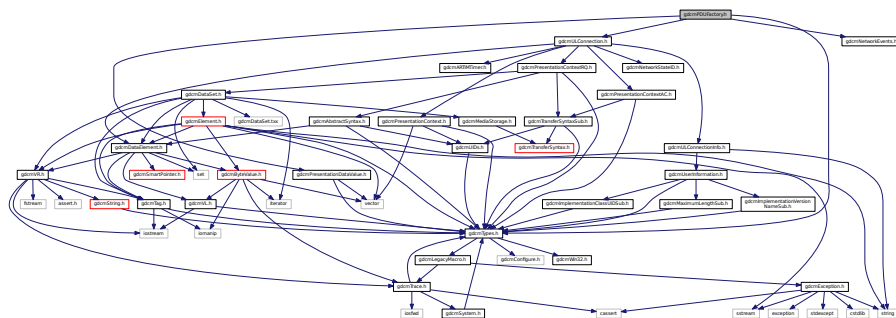 gdcmPDUFactory.h
gdcmULConnection.h
gdcmNetworkEvents.h
gdcmARTIMTimer.h
gdcmPresentationContextRQ.h
gdcmNetworkStateID.h
gdcmDataSet.h
gdcmPresentationContextAC.h
gdcmElement.h
gdcmDataSet.txx
gdcmAbstractSyntax.h
gdcmPresentationContext.h
gdcmMediaStorage.h
gdcmTransferSyntaxSub.h
gdcmDataElement.h
gdcmUIDs.h
gdcmTransferSyntax.h
gdcmULConnectionInfo.h
gdcmVR.h
gdcmSmartPointer.h
set
gdcmByteValue.h
gdcmPresentationDataValue.h
gdcmUserInformation.h
fstream
assert.h
gdcmString.h
gdcmTag.h
gdcmVL.h
iterator
vector
gdcmImplementationClassUIDSub.h
gdcmMaximumLengthSub.h
gdcmImplementationVersion
NameSub.h
iostream
iomanip
gdcmTypes.h
gdcmLegacyMacro.h
gdcmConfigure.h
gdcmWin32.h
gdcmTrace.h
gdcmException.h
iosfwd
gdcmSystem.h
cassert
sstream
exception
stdexcept
cstdlib
string